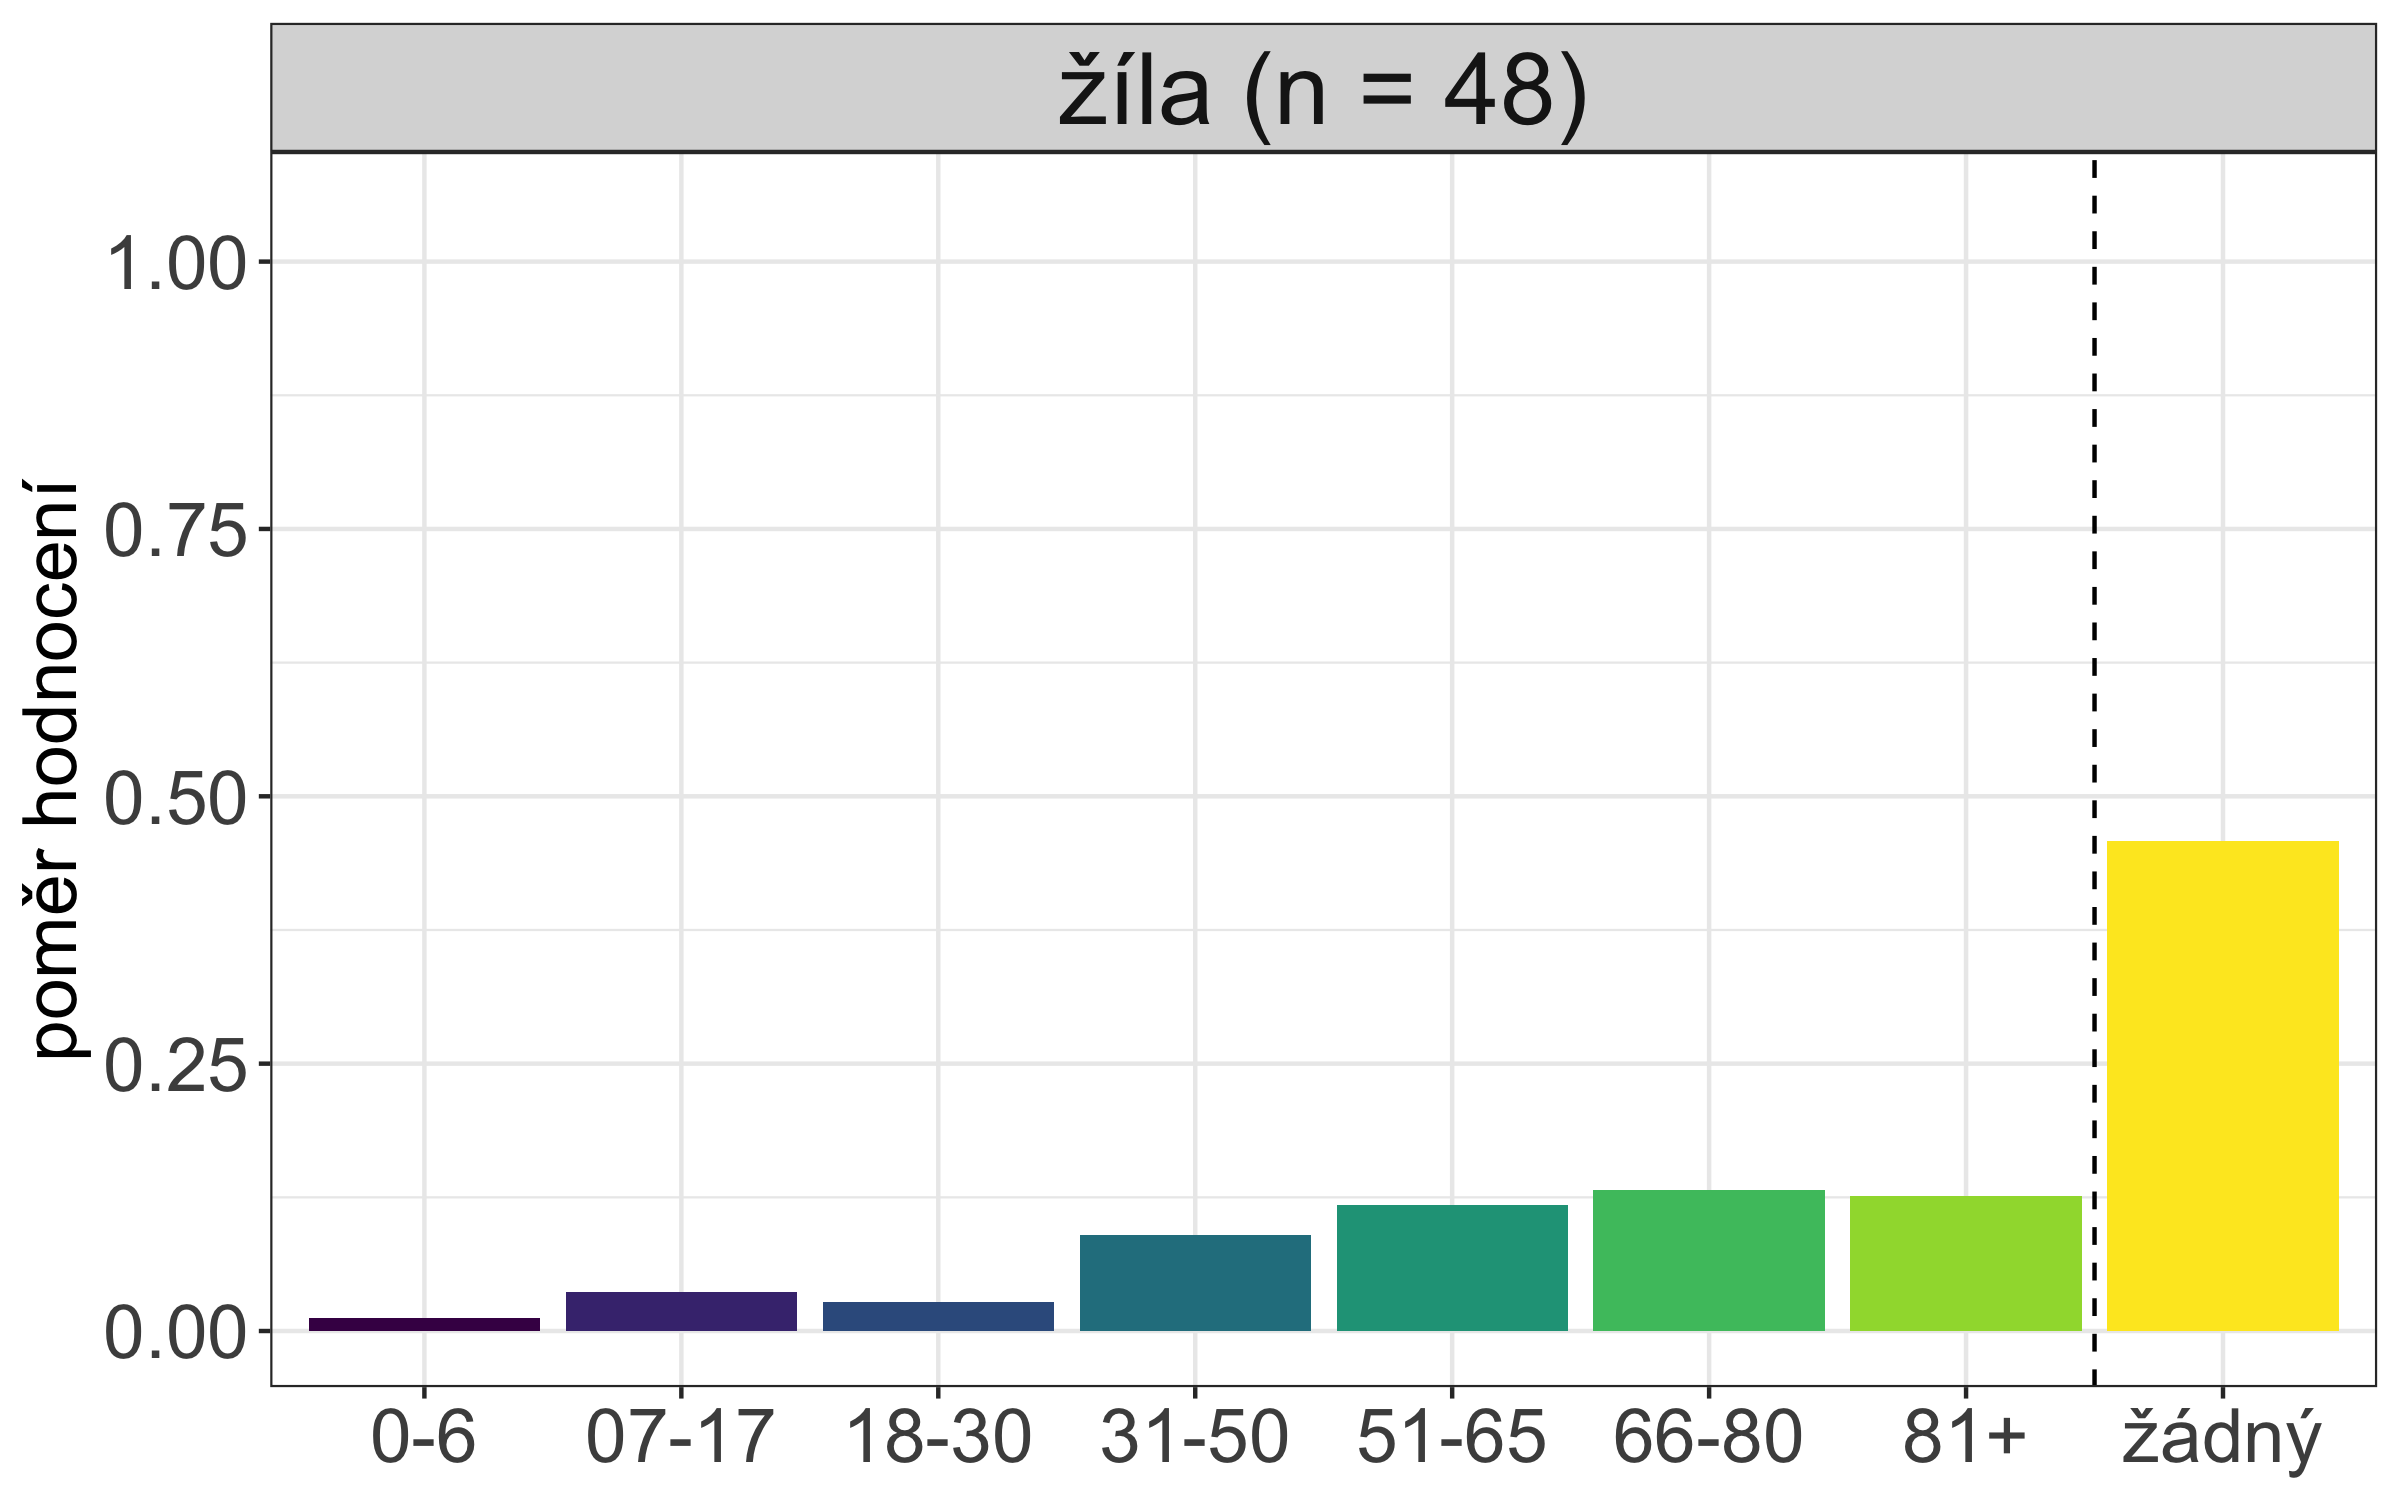 žíla (n = 48)
poměr hodnocení
1.00
0.75
0.50
0.25
0.00
0-6 07-17 18-30 31-50 51-65 66-80 81+ žádný